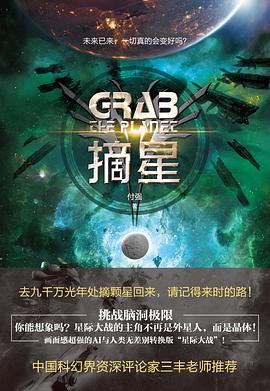 未来已来，一切真的会变好吗？
GRAB
THE PLANET
摘星
付强
去九千万光年处摘颗星回来，请记得来时的路！
挑战脑洞极限
你能想象吗？星际大战的主角不再是外星人，而是晶体！
画面感超强的AI与人类无差别转换版“星际大战”！
中国科幻界资深评论家三丰老师推荐